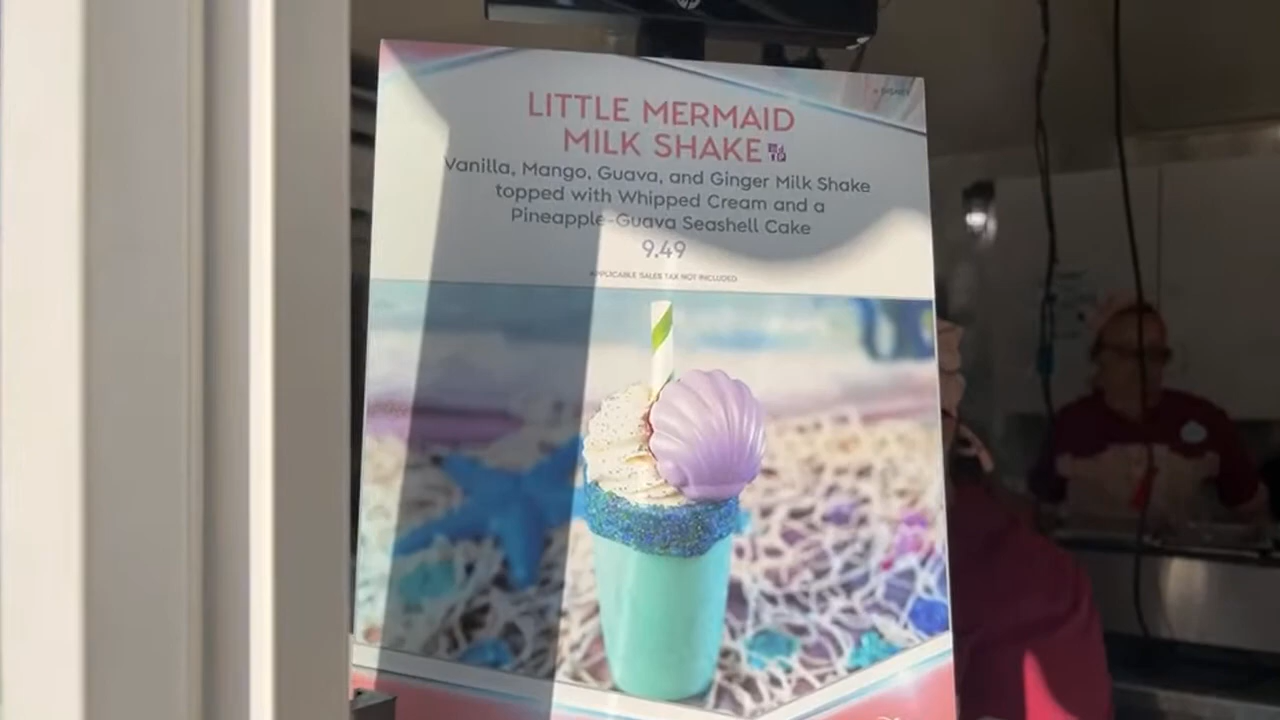 LITTLE MERMAID
MILK SHAKE
Vanilla, Mango, Guava, and Ginger Milk Shake
topped with Whipped Cream and a
Pineapple-Guava Seashell Cake
9.49
APPLICABLE SALES TAX NOT INCLUDED.